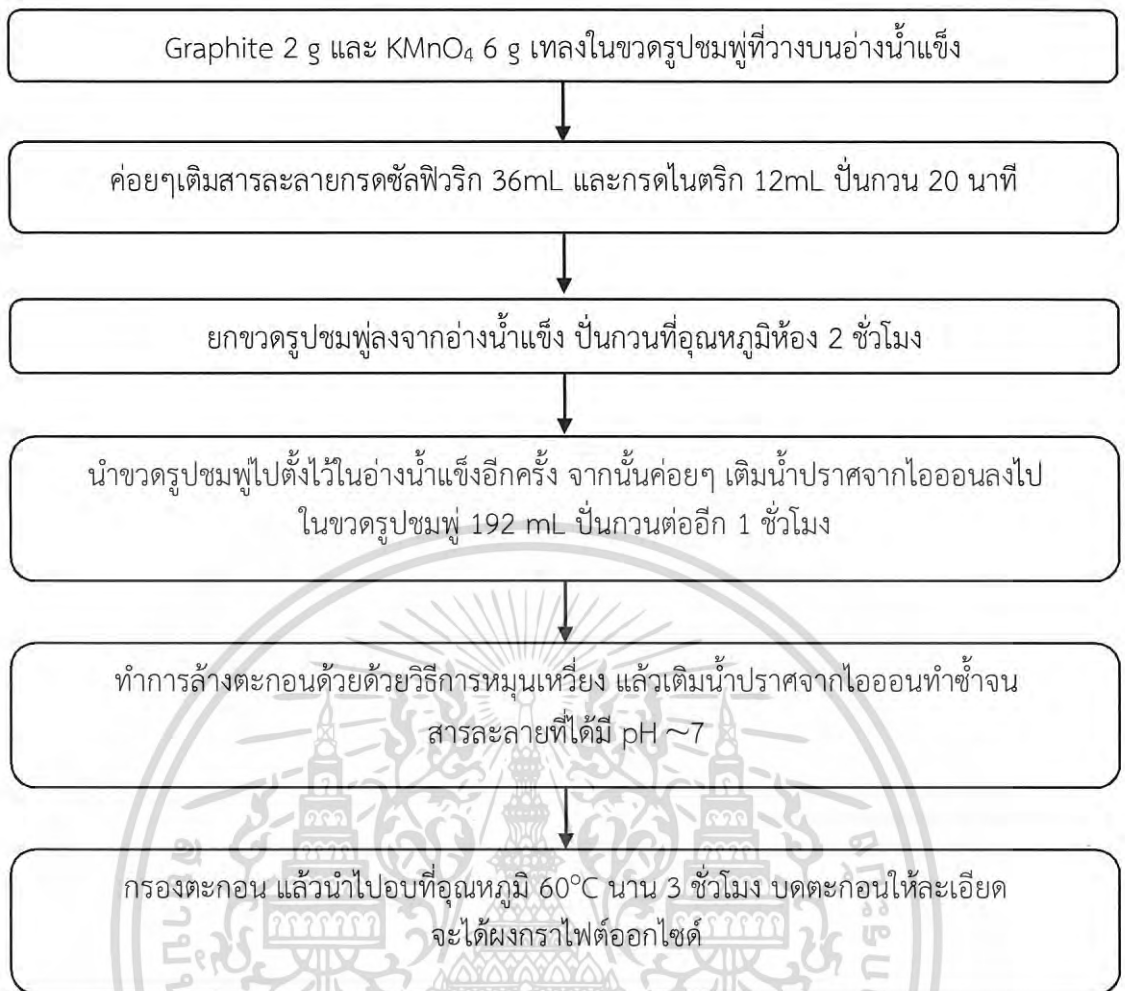 Graphite 2 g และ KMnO₄ 6 g เทลงในขวดรูปชมพู่ที่วางบนอ่างน้ำแข็ง
ค่อยๆเติมสารละลายกรดซัลฟิวริก 36mL และกรดไนตริก 12mL ปั่นกวน 20 นาที
ยกขวดรูปชมพู่ลงจากอ่างน้ำแข็ง ปั่นกวนที่อุณหภูมิห้อง 2 ชั่วโมง
นำขวดรูปชมพู่ไปตั้งไว้ในอ่างน้ำแข็งอีกครั้ง จากนั้นค่อยๆ เติมน้ำปราศจากไอออนลงไป
ในขวดรูปชมพู่ 192 mL ปั่นกวนต่ออีก 1 ชั่วโมง
ทำการล้างตะกอนด้วยด้วยวิธีการหมุนเหวี่ยง แล้วเติมน้ำปราศจากไอออนทำซ้ำจน
สารละลายที่ได้มี pH ~7
กรองตะกอน แล้วนำไปอบที่อุณหภูมิ 60°C นาน 3 ชั่วโมง บดตะกอนให้ละเอียด
จะได้ผงกราไฟต์ออกไซด์